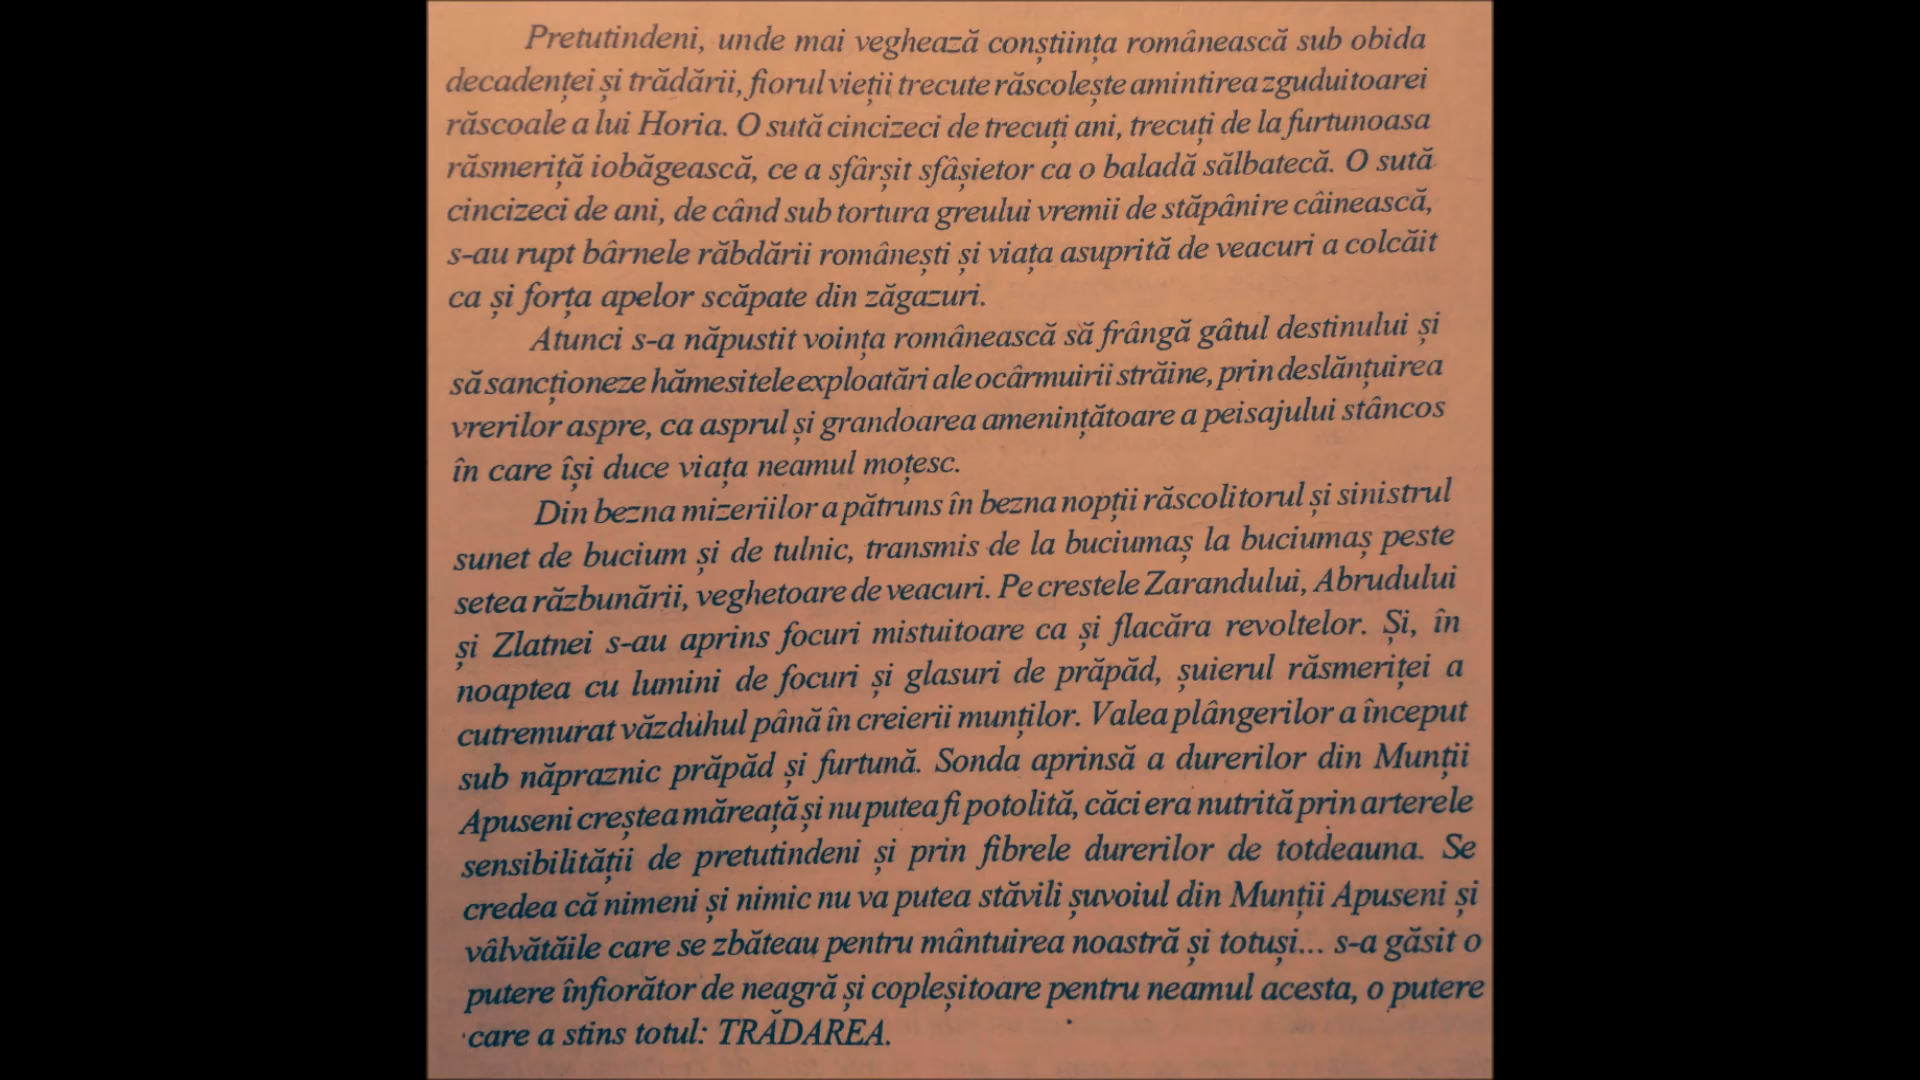 Pretutindeni, unde mai veghează conștiința românească sub obida
decadenței și trădării, fiorul vieții trecute răscolește amintirea zguduitoarei
răscoale a lui Horia. O sută cincizeci de trecuți ani, trecuți de la furtunoasa
răsmeriță iobăgească, ce a sfârșit sfâșietor ca o baladă sălbatecă. O sută
cincizeci de ani, de când sub tortura greului vremii de stăpânire câinească,
s-au rupt bârnele răbdării românești și viața asuprită de veacuri a colcăit
ca și forța apelor scăpate din zăgazuri.
Atunci s-a năpustit voința românească să frângă gâtul destinului și
să sancționeze hămesitele exploatări ale ocârmuirii străine, prin deslănțuirea
vrerilor aspre, ca asprul și grandoarea amenințătoare a peisajului stâncos
în care își duce viața neamul moțesc.
Din bezna mizeriilor a pătruns în bezna nopții răscolitorul și sinistrul
sunet de bucium și de tulnic, transmis de la buciumaș la buciumaș peste
setea răzbunării, veghetoare de veacuri. Pe crestele Zarandului, Abrudului
și Zlatnei s-au aprins focuri mistuitoare ca și flacăra revoltelor. Și, în
noaptea cu lumini de focuri și glasuri de prăpăd, șuierul răsmeriței a
cutremurat văzduhul până în creierii munților. Valea plângerilor a început
sub năpraznic prăpăd și furtună. Sonda aprinsă a durerilor din Munții
Apuseni creștea măreață și nu putea fi potolită, căci era nutrită prin arterele
sensibilității de pretutindeni și prin fibrele durerilor de totdeauna. Se
credea că nimeni și nimic nu va putea stăvili șuvoiul din Munții Apuseni și
vâlvătăile care se zbăteau pentru mântuirea noastră și totuși... s-a găsit o
putere înfiorător de neagră și copleșitoare pentru neamul acesta, o putere
care a stins totul: TRĂDAREA.